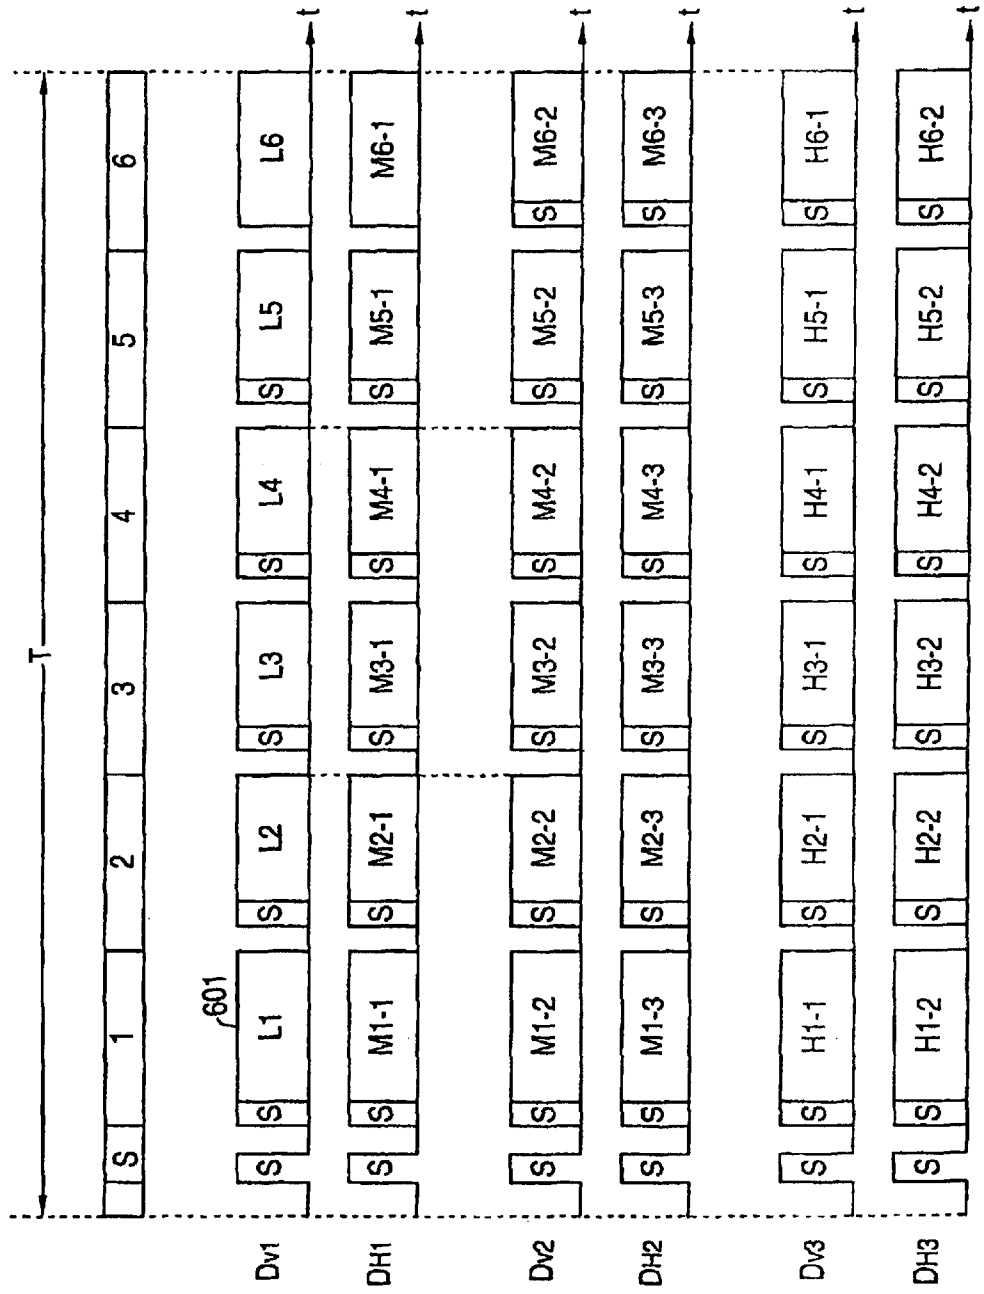 T
S 1 2 3 4 5 6
601
DV1 S S L1 S L2 S L3 S L4 S L5 L6 t
DH1 S S M1-1 S M2-1 S M3-1 S M4-1 S M5-1 M6-1 t
DV2 S S M1-2 S M2-2 S M3-2 S M4-2 S M5-2 S M6-2 t
DH2 S S M1-3 S M2-3 S M3-3 S M4-3 S M5-3 S M6-3 t
DV3 S S H1-1 S H2-1 S H3-1 S H4-1 S H5-1 S H6-1 t
DH3 S S H1-2 S H2-2 S H3-2 S H4-2 S H5-2 S H6-2 t